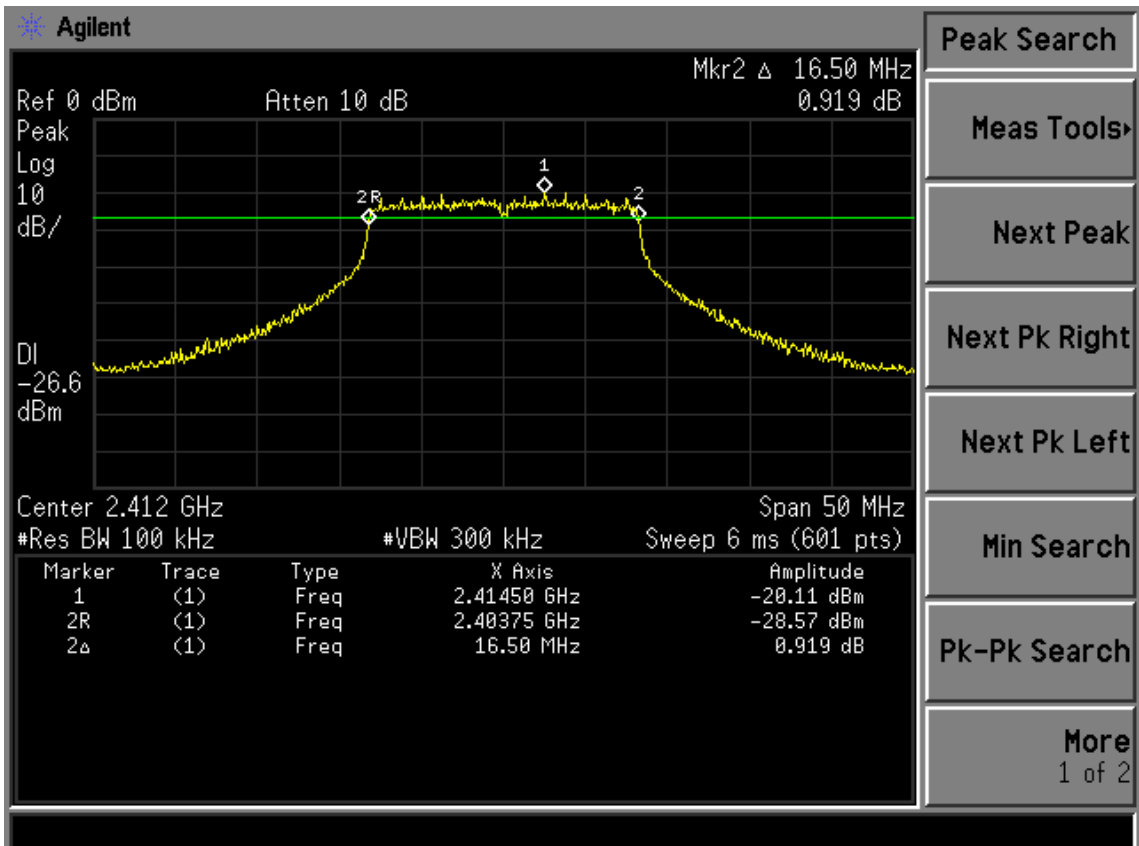 Agilent
Peak Search
Mkr2 Δ 16.50 MHz
Ref 0 dBm Atten 10 dB 0.919 dB
Peak
Log
10
dB/
1
2R
2
DI
-26.6
dBm
Center 2.412 GHz Span 50 MHz
#Res BW 100 kHz #VBW 300 kHz Sweep 6 ms (601 pts)
Marker Trace Type X Axis Amplitude
1 (1) Freq 2.41450 GHz -20.11 dBm
2R (1) Freq 2.40375 GHz -28.57 dBm
2Δ (1) Freq 16.50 MHz 0.919 dB
Meas Tools
Next Peak
Next Pk Right
Next Pk Left
Min Search
Pk-Pk Search
More
1 of 2